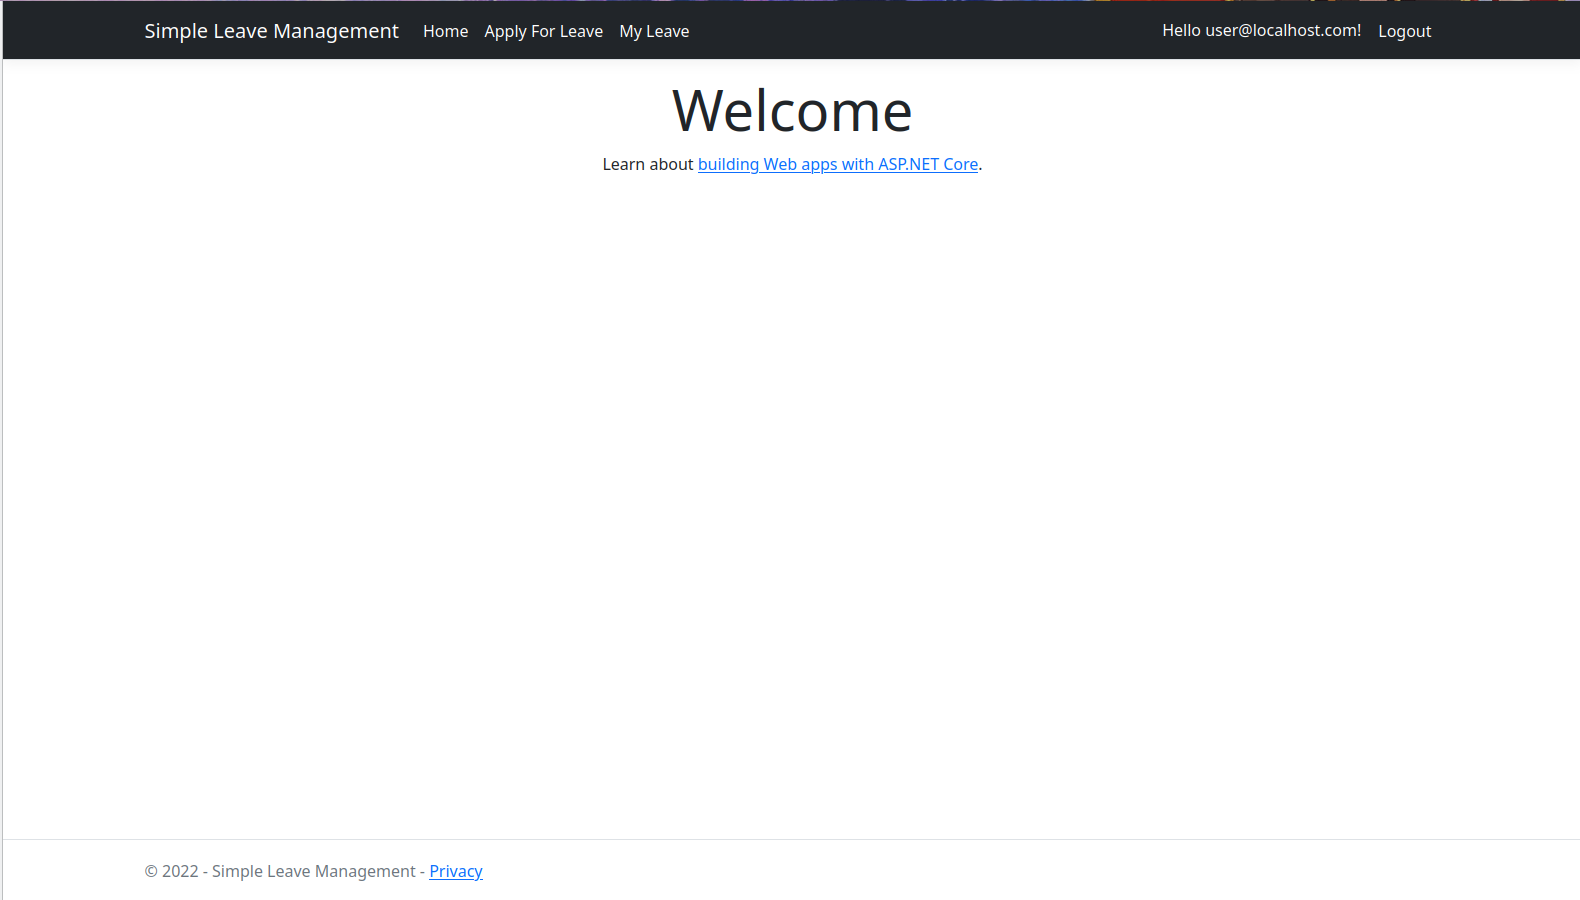 Simple Leave Management Home Apply For Leave My Leave Hello user@localhost.com! Logout
Welcome
Learn about building Web apps with ASP.NET Core.
© 2022 - Simple Leave Management - Privacy